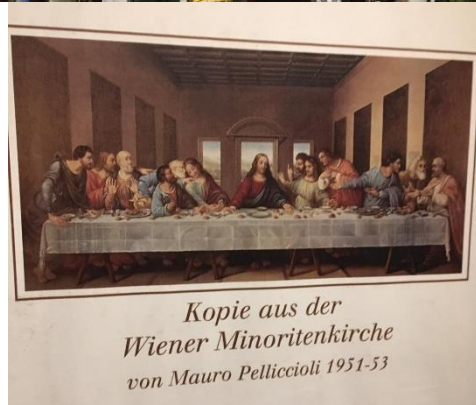 Kopie aus der
Wiener Minoritenkirche
von Mauro Pelliccioli 1951-53